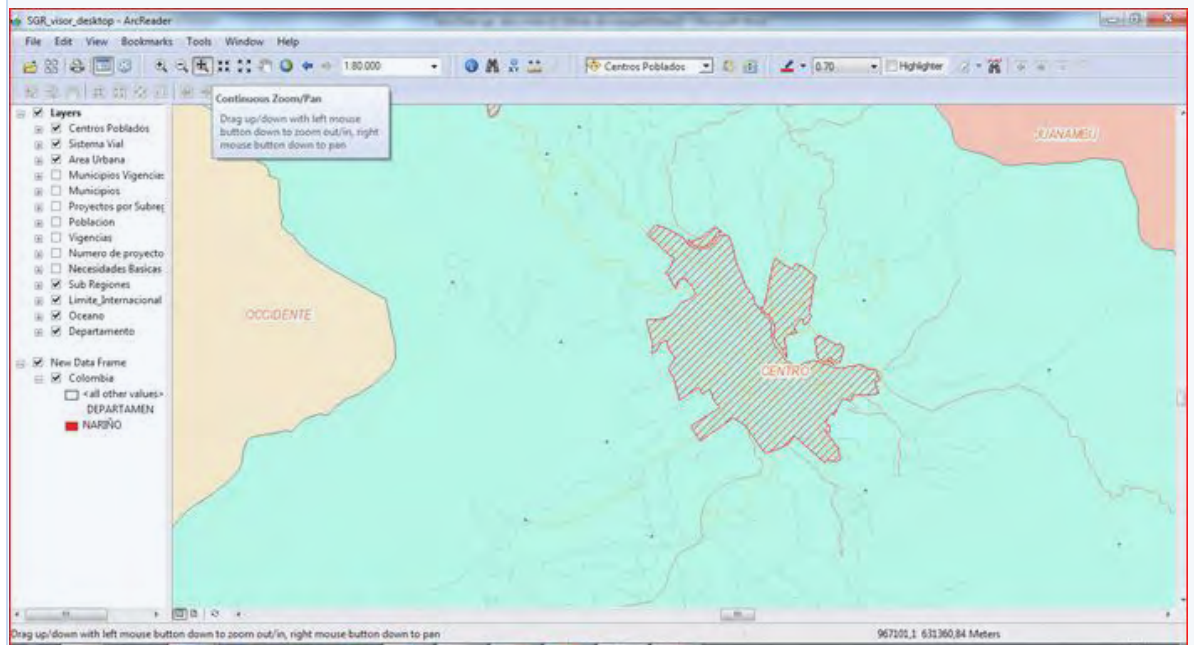 SGR_visor_desktop - ArcReader
File Edit View Bookmarks Tools Window Help
1:80.000 Centros Poblados 0.70 Highlighter
Continuous Zoom/Pan
Drag up/down with left mouse
button down to zoom out/in, right
mouse button down to pan
Layers
Centros Poblados
Sistema Vial
Area Urbana
Municipios Vigencias
Municipios
Proyectos por Subreg
Poblacion
Vigencias
Numero de proyecto
Necesidades Basicas
Sub Regiones
Limite_Internacional
Oceano
Departamento
New Data Frame
Colombia
<all other values>
DEPARTAMEN
NARIÑO
JUANAMBU
OCCIDENTE
CENTRO
Drag up/down with left mouse button down to zoom out/in, right mouse button down to pan
967101,1 631360,84 Meters